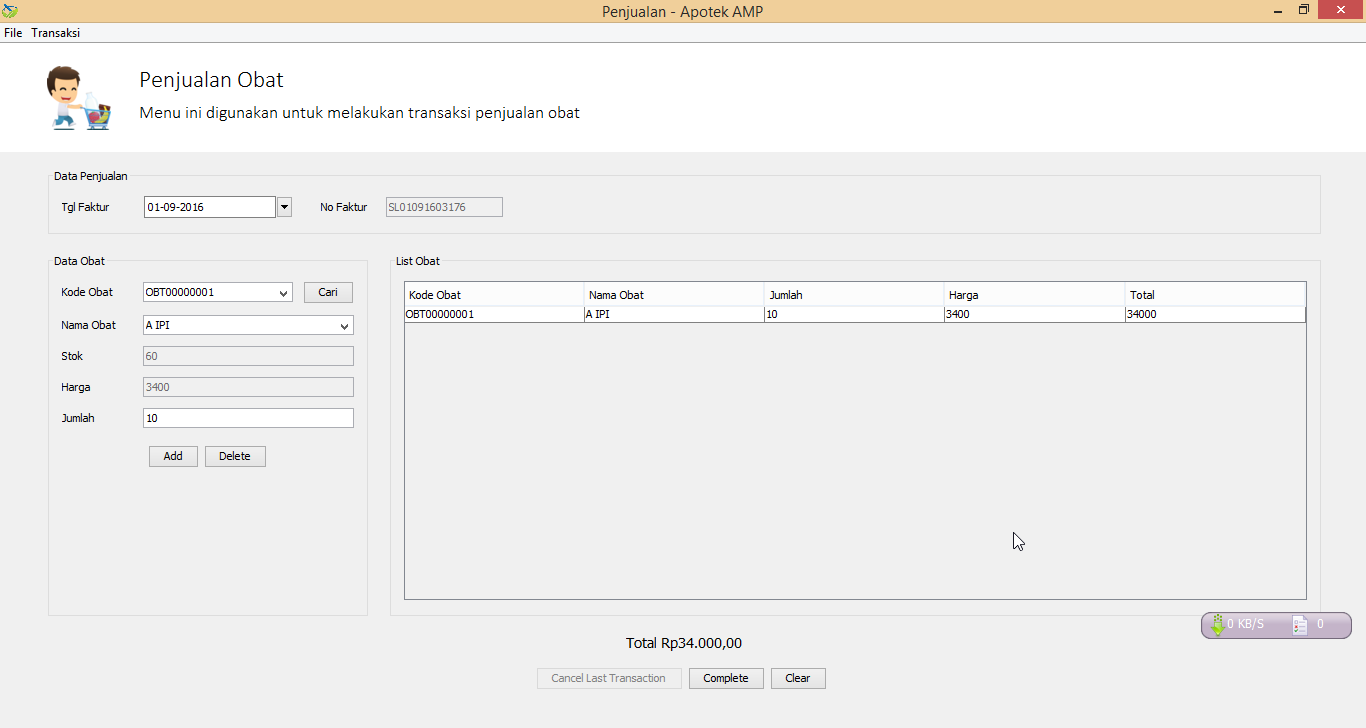 Penjualan - Apotek AMP
File Transaksi
Penjualan Obat
Menu ini digunakan untuk melakukan transaksi penjualan obat
Data Penjualan
Tgl Faktur 01-09-2016 No Faktur SL01091603176
Data Obat
Kode Obat OBT00000001 Cari
Nama Obat A IPI
Stok 60
Harga 3400
Jumlah 10
Add Delete
List Obat
Kode Obat Nama Obat Jumlah Harga Total
OBT00000001 A IPI 10 3400 34000
0 KB/S 0
Total Rp34.000,00
Cancel Last Transaction Complete Clear